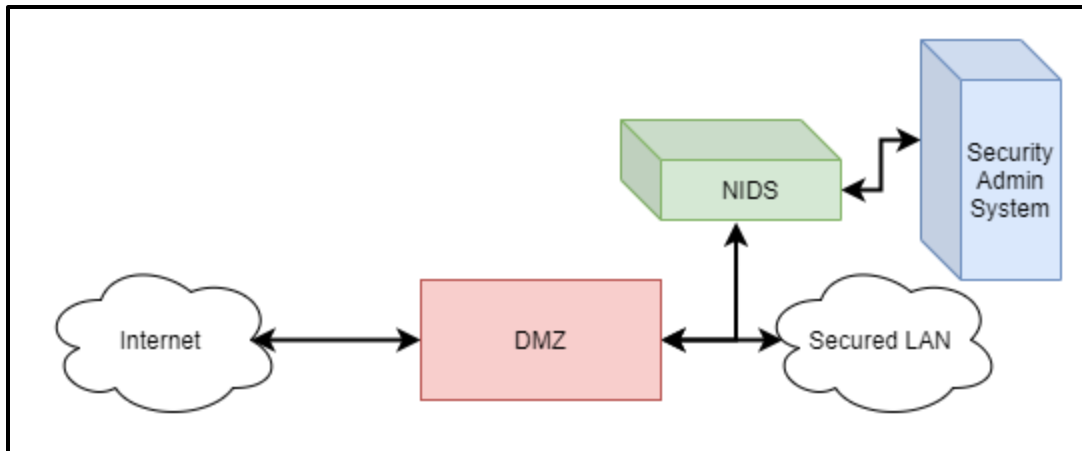 Security
Admin
System
NIDS
Internet
DMZ
Secured LAN